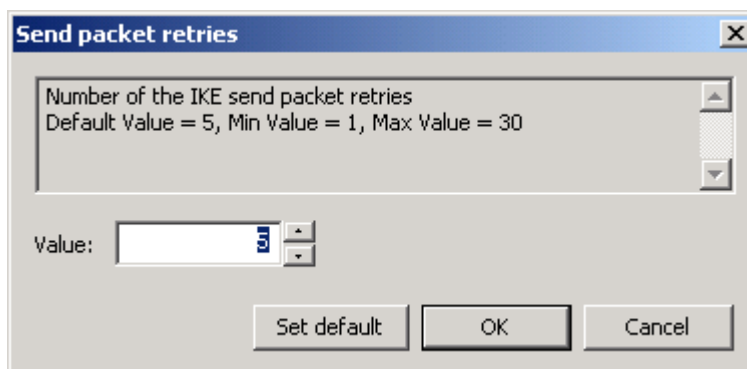 Send packet retries
Number of the IKE send packet retries
Default Value = 5, Min Value = 1, Max Value = 30
Value: 5
Set default OK Cancel